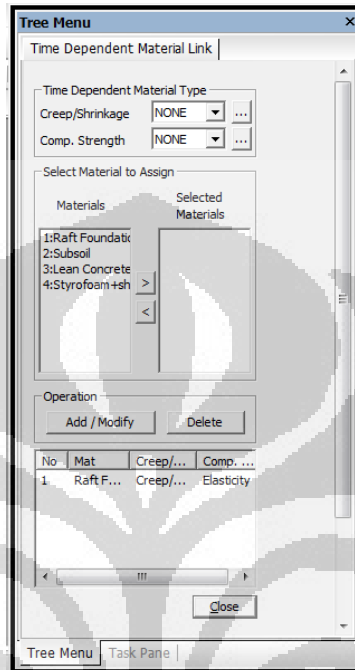 Tree Menu
Time Dependent Material Link
Time Dependent Material Type
Creep/Shrinkage NONE ...
Comp. Strength NONE ...
Select Material to Assign
Materials
Selected
Materials
1:Raft Foundatic
2:Subsoil
3:Lean Concrete
4:Styrofoam+sh
>
<
Operation
Add / Modify Delete
No Mat Creep/... Comp. ...
1 Raft F... Creep/... Elasticity
Close
Tree Menu Task Pane